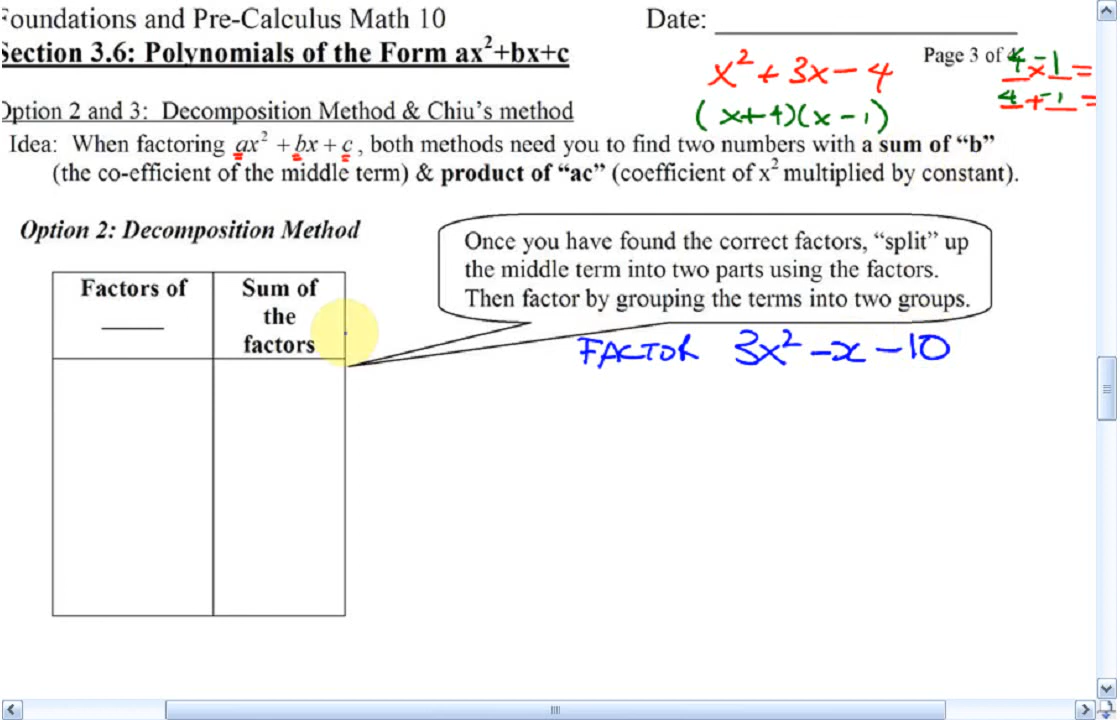 Foundations and Pre-Calculus Math 10 Date: ____________________
Section 3.6: Polynomials of the Form ax²+bx+c
Page 3 of 4
x² + 3x − 4
4 × -1 =
(x+4)(x−1)
4 + -1 =
Option 2 and 3: Decomposition Method & Chiu's method
Idea: When factoring ax² + bx + c, both methods need you to find two numbers with a sum of “b”
(the co-efficient of the middle term) & product of “ac” (coefficient of x² multiplied by constant).
Option 2: Decomposition Method
Once you have found the correct factors, “split” up
the middle term into two parts using the factors.
Then factor by grouping the terms into two groups.
Factors of ______
Sum of
the
factors
FACTOR 3x² − x − 10